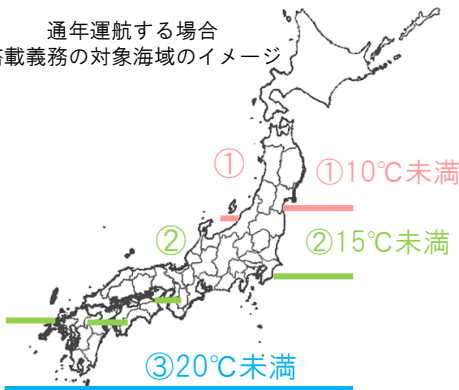 通年運航する場合
搭載義務の対象海域のイメージ
①
①10℃未満
②
②15℃未満
③20℃未満